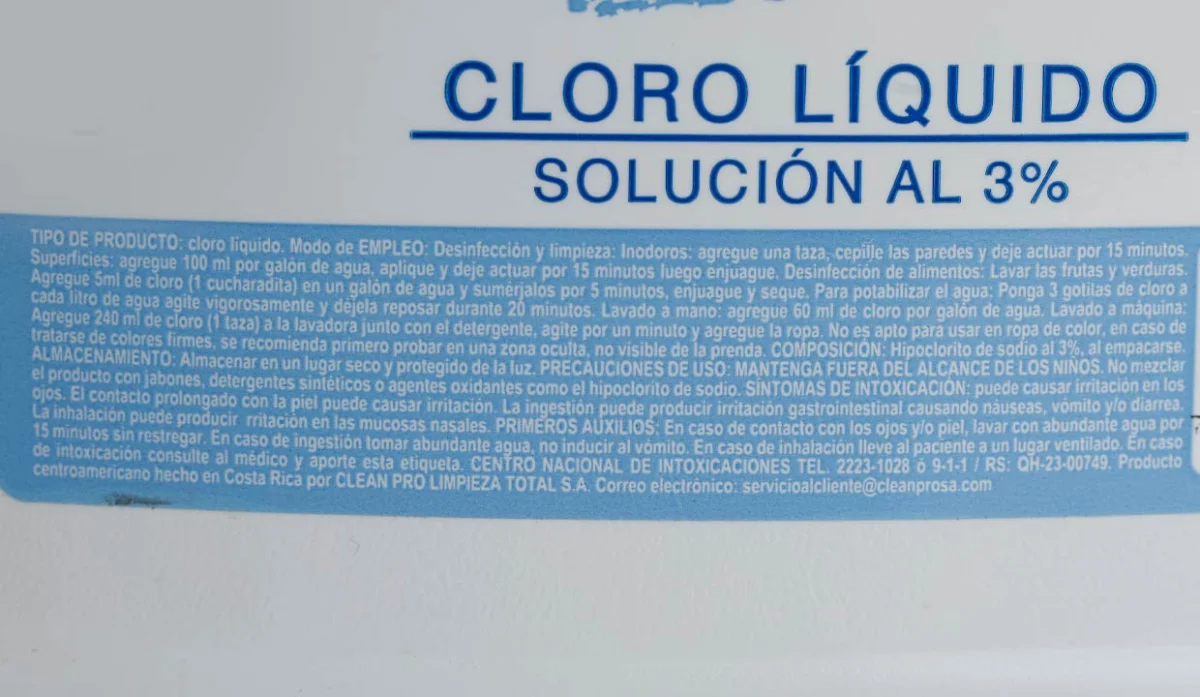 CLORO LÍQUIDO
SOLUCIÓN AL 3%
TIPO DE PRODUCTO: cloro líquido. Modo de EMPLEO: Desinfección y limpieza: Inodoros: agregue una taza, cepille las paredes y deje actuar por 15 minutos.
Superficies: agregue 100 ml por galón de agua, aplique y deje actuar por 15 minutos luego enjuague. Desinfección de alimentos: Lavar las frutas y verduras.
Agregue 5ml de cloro (1 cucharadita) en un galón de agua y sumérjalos por 5 minutos, enjuague y seque. Para potabilizar el agua: Ponga 3 gotitas de cloro a
cada litro de agua agite vigorosamente y déjela reposar durante 20 minutos. Lavado a mano: agregue 60 ml de cloro por galón de agua. Lavado a máquina:
Agregue 240 ml de cloro (1 taza) a la lavadora junto con el detergente, agite por un minuto y agregue la ropa. No es apto para usar en ropa de color, en caso de
tratarse de colores firmes, se recomienda primero probar en una zona oculta, no visible de la prenda. COMPOSICIÓN: Hipoclorito de sodio al 3%, al empacarse.
ALMACENAMIENTO: Almacenar en un lugar seco y protegido de la luz. PRECAUCIONES DE USO: MANTENGA FUERA DEL ALCANCE DE LOS NIÑOS. No mezclar
el producto con jabones, detergentes sintéticos o agentes oxidantes como el hipoclorito de sodio. SÍNTOMAS DE INTOXICACIÓN: puede causar irritación en los
ojos. El contacto prolongado con la piel puede causar irritación. La ingestión puede producir irritación gastrointestinal causando náuseas, vómito y/o diarrea.
La inhalación puede producir rritación en las mucosas nasales. PRIMEROS AUXILIOS: En caso de contacto con los ojos y/o piel, lavar con abundante agua por
15 minutos sin restregar. En caso de ingestión tomar abundante agua, no inducir al vómito. En caso de inhalación lleve al paciente a un lugar ventilado. En caso
de intoxicación consulte al médico y aporte esta etiqueta. CENTRO NACIONAL DE INTOXICACIONES TEL. 2223-1028 ó 9-1-1 / RS: QH-23-00749. Producto
centroamericano hecho en Costa Rica por CLEAN PRO LIMPIEZA TOTAL S.A. Correo electrónico: servicioalcliente@cleanprosa.com